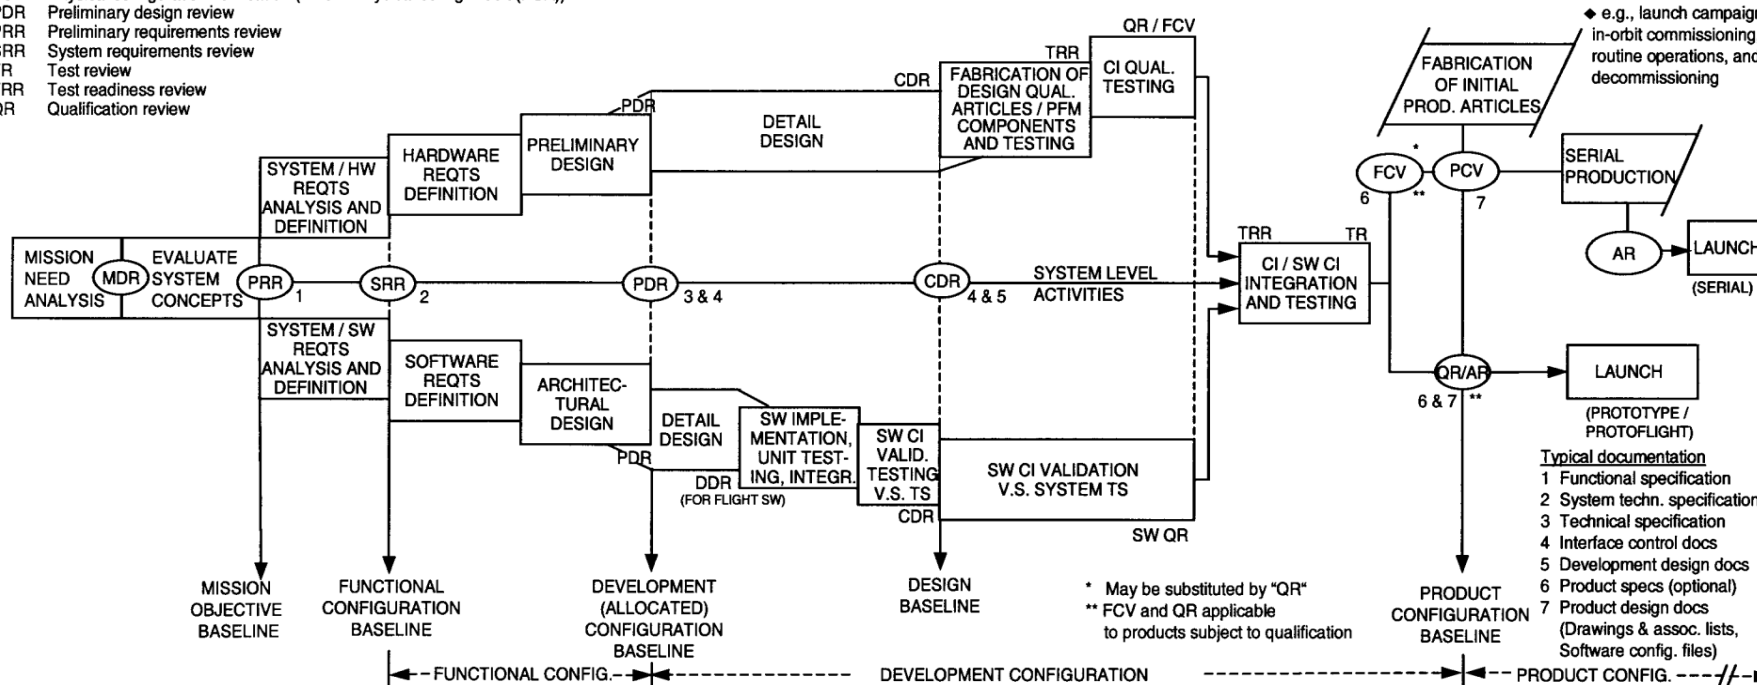 PDR Preliminary design review
PRR Preliminary requirements review
SRR System requirements review
TR Test review
TRR Test readiness review
QR Qualification review
◆ e.g., launch campaign
in-orbit commissioning
routine operations, and
decommissioning
QR / FCV
TRR
CDR
PDR
SYSTEM / HW
REQTS
ANALYSIS AND
DEFINITION
HARDWARE
REQTS
DEFINITION
PRELIMINARY
DESIGN
DETAIL
DESIGN
FABRICATION OF
DESIGN QUAL.
ARTICLES / PFM
COMPONENTS
AND TESTING
CI QUAL.
TESTING
FABRICATION
OF INITIAL
PROD. ARTICLES
FCV
*
**
6
PCV
7
SERIAL
PRODUCTION
AR
LAUNCH
(SERIAL)
MISSION
NEED
ANALYSIS
MDR
EVALUATE
SYSTEM
CONCEPTS
PRR
1
SRR
2
PDR
3 & 4
CDR
4 & 5
SYSTEM LEVEL
ACTIVITIES
TRR
TR
CI / SW CI
INTEGRATION
AND TESTING
SYSTEM / SW
REQTS
ANALYSIS AND
DEFINITION
SOFTWARE
REQTS
DEFINITION
ARCHITEC-
TURAL
DESIGN
PDR
DETAIL
DESIGN
DDR
(FOR FLIGHT SW)
SW IMPLE-
MENTATION,
UNIT TEST-
ING, INTEGR.
SW CI
VALID.
TESTING
V.S. TS
CDR
SW CI VALIDATION
V.S. SYSTEM TS
SW QR
QR/AR
6 & 7 **
LAUNCH
(PROTOTYPE /
PROTOFLIGHT)
Typical documentation
1 Functional specification
2 System techn. specification
3 Technical specification
4 Interface control docs
5 Development design docs
6 Product specs (optional)
7 Product design docs
(Drawings & assoc. lists,
Software config. files)
MISSION
OBJECTIVE
BASELINE
FUNCTIONAL
CONFIGURATION
BASELINE
DEVELOPMENT
(ALLOCATED)
CONFIGURATION
BASELINE
DESIGN
BASELINE
* May be substituted by "QR"
** FCV and QR applicable
to products subject to qualification
PRODUCT
CONFIGURATION
BASELINE
FUNCTIONAL CONFIG.
DEVELOPMENT CONFIGURATION
PRODUCT CONFIG.